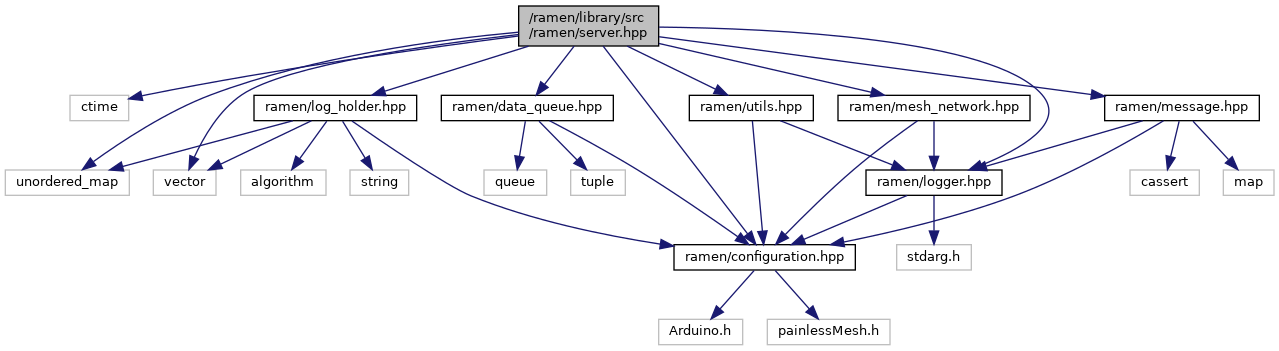 /ramen/library/src
/ramen/server.hpp
ctime
ramen/log_holder.hpp
ramen/data_queue.hpp
ramen/utils.hpp
ramen/mesh_network.hpp
ramen/message.hpp
unordered_map
vector
algorithm
string
queue
tuple
ramen/logger.hpp
cassert
map
ramen/configuration.hpp
stdarg.h
Arduino.h
painlessMesh.h